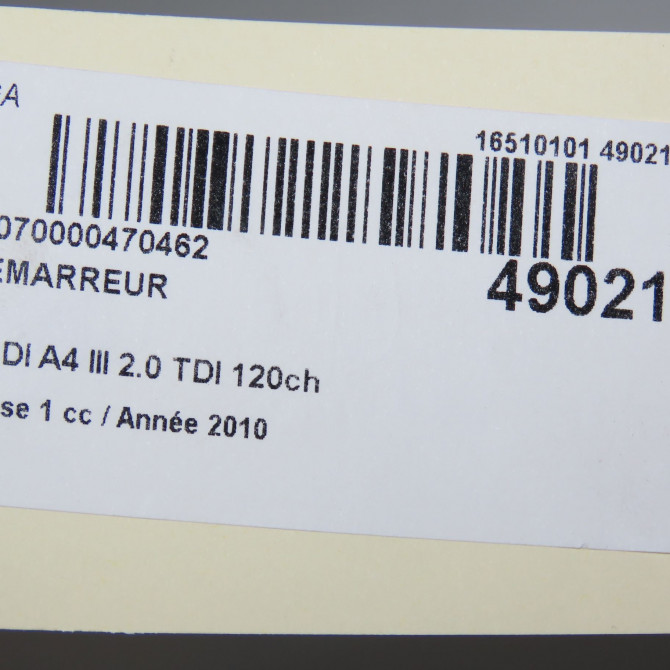 A
16510101 49021
070000470462
EMARREUR
49021
DI A4 III 2.0 TDI 120ch
se 1 cc / Année 2010